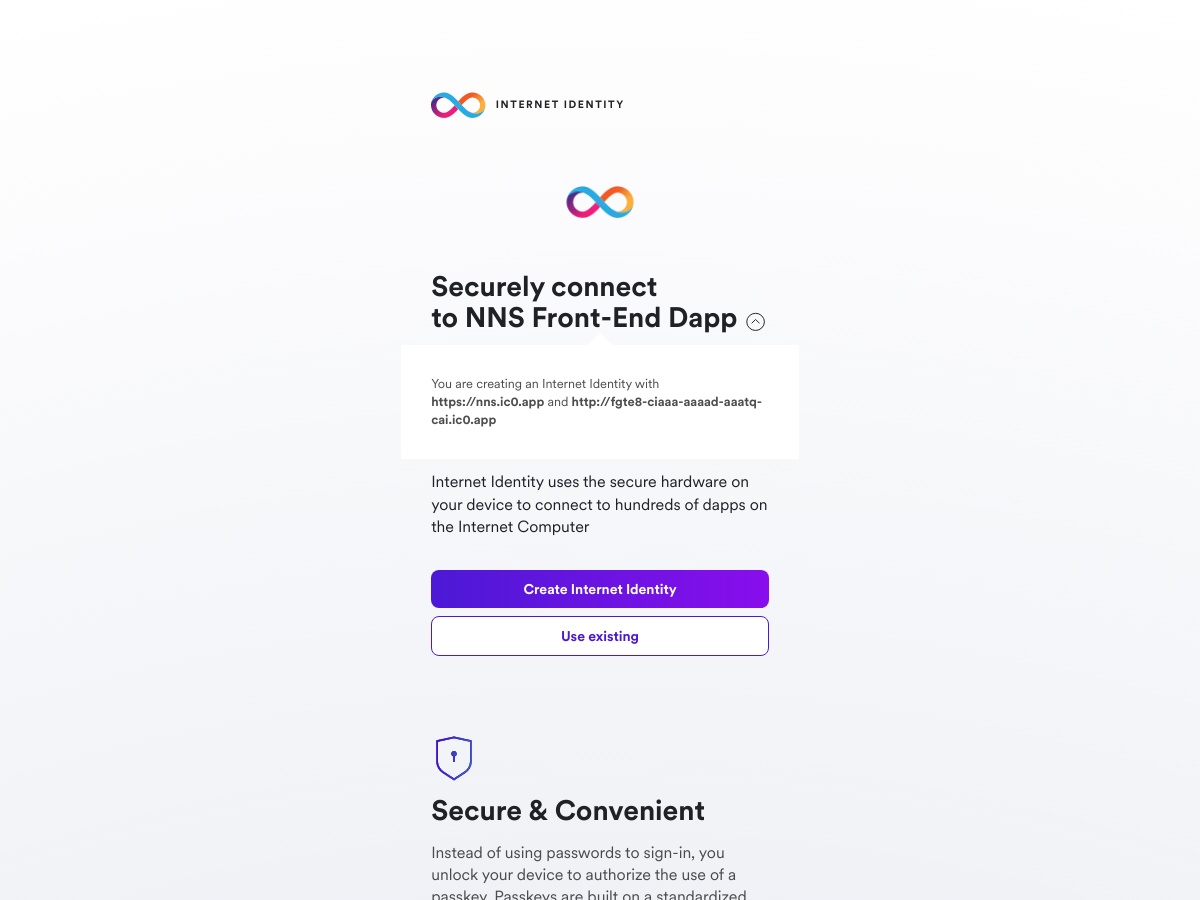 INTERNET IDENTITY
Securely connect
to NNS Front-End Dapp
You are creating an Internet Identity with
https://nns.ic0.app and http://fgte8-ciaaa-aaaad-aaatq-
cai.ic0.app
Internet Identity uses the secure hardware on
your device to connect to hundreds of dapps on
the Internet Computer
Create Internet Identity
Use existing
Secure & Convenient
Instead of using passwords to sign-in, you
unlock your device to authorize the use of a
passkey. Passkeys are built on a standardized